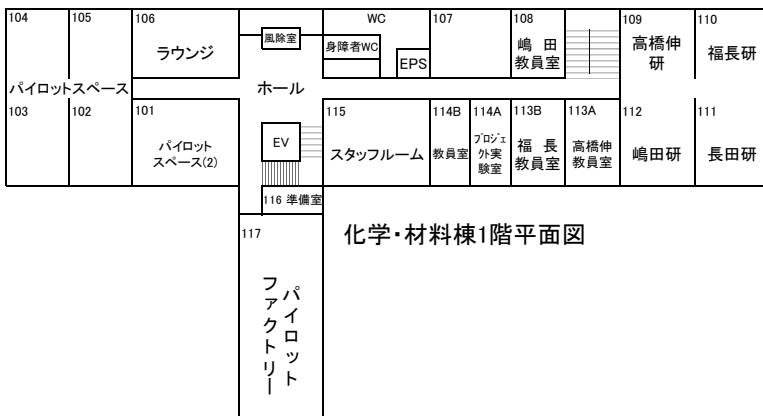 104
105
106
ラウンジ
風除室
WC
身障者WC
EPS
107
108
嶋 田
教員室
109
高橋伸
研
110
福長研
パイロットスペース
ホール
103
102
101
パイロット
スペース(2)
EV
115
スタッフルーム
114B
教員室
114A
プロジェ
クト実
験室
113B
福 長
教員室
113A
高橋伸
教員室
112
嶋田研
111
長田研
116 準備室
117
パイロット
ファクトリー
化学・材料棟1階平面図